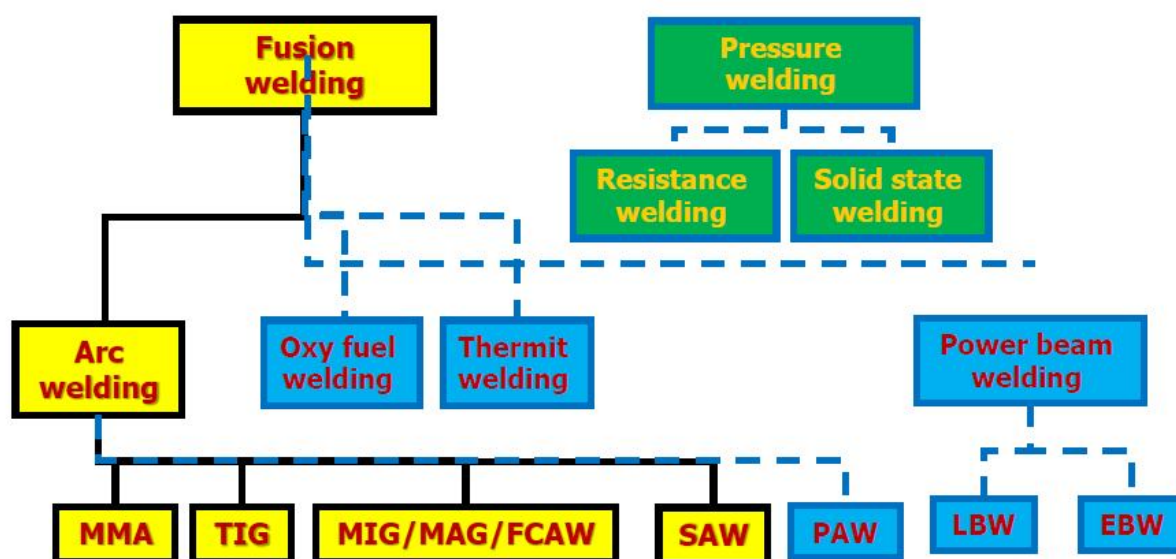 Fusion
welding
Pressure
welding
Resistance
welding
Solid state
welding
Arc
welding
Oxy fuel
welding
Thermit
welding
Power beam
welding
MMA
TIG
MIG/MAG/FCAW
SAW
PAW
LBW
EBW